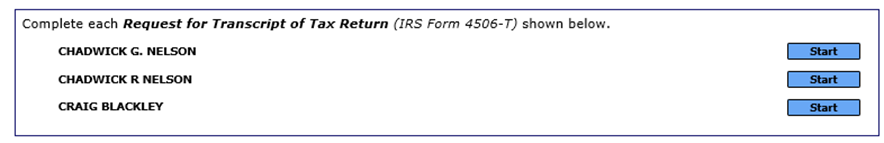 Complete each Request for Transcript of Tax Return (IRS Form 4506-T) shown below.
CHADWICK G. NELSON Start
CHADWICK R NELSON Start
CRAIG BLACKLEY Start